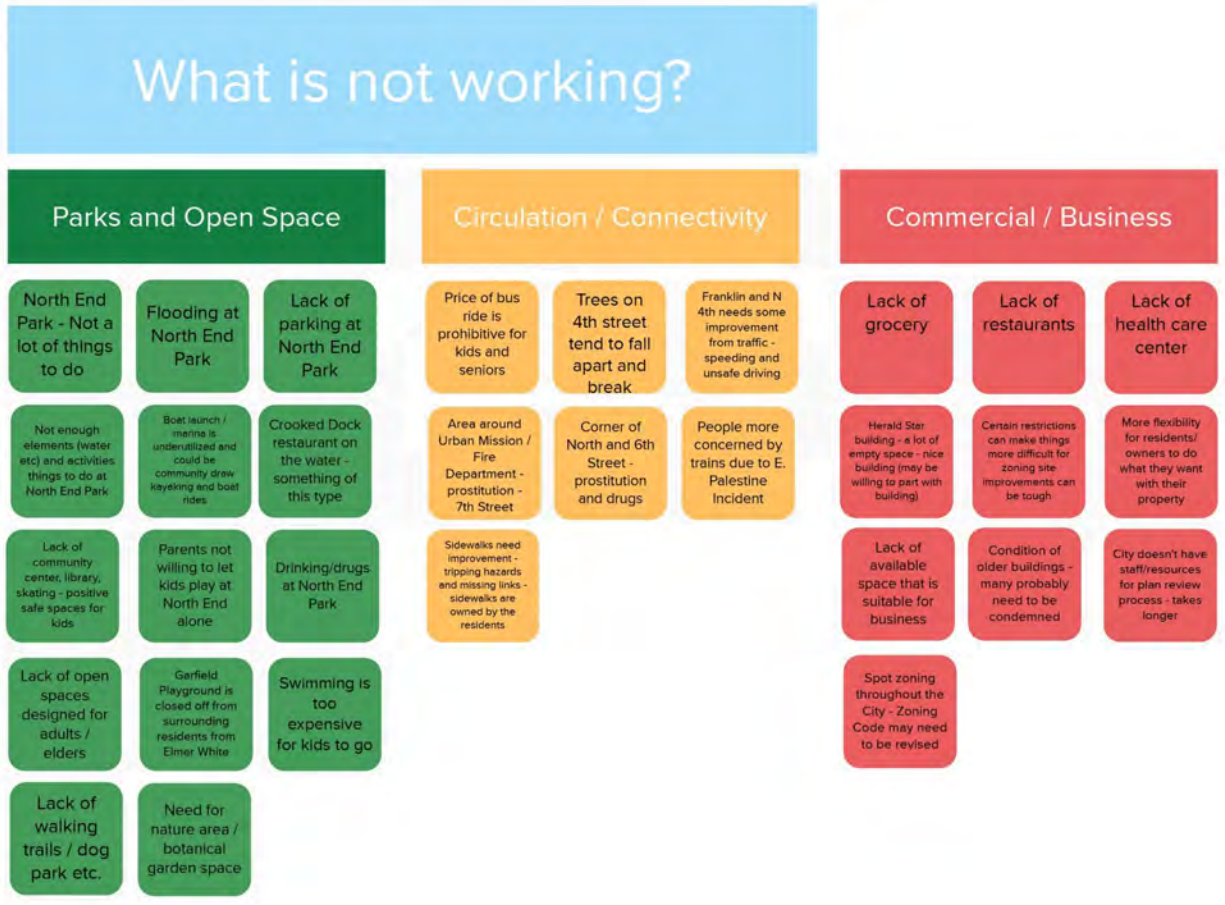 What is not working?
Parks and Open Space
North End
Park - Not a
lot of things
to do
Flooding at
North End
Park
Lack of
parking at
North End
Park
Not enough
elements (water
etc) and activities
things to do at
North End Park
Boat launch /
marina is
underutilized and
could be
community draw
kayaking and boat
rides
Crooked Dock
restaurant on
the water -
something of
this type
Lack of
community
center, library,
skating - positive
safe spaces for
kids
Parents not
willing to let
kids play at
North End
alone
Drinking/drugs
at North End
Park
Lack of open
spaces
designed for
adults /
elders
Garfield
Playground is
closed off from
surrounding
residents from
Elmer White
Swimming is
too
expensive
for kids to go
Lack of
walking
trails / dog
park etc.
Need for
nature area /
botanical
garden space
Circulation / Connectivity
Price of bus
ride is
prohibitive for
kids and
seniors
Trees on
4th street
tend to fall
apart and
break
Franklin and N
4th needs some
improvement
from traffic -
speeding and
unsafe driving
Area around
Urban Mission /
Fire
Department -
prostitution -
7th Street
Corner of
North and 6th
Street -
prostitution
and drugs
People more
concerned by
trains due to E.
Palestine
Incident
Sidewalks need
improvement -
tripping hazards
and missing links -
sidewalks are
owned by the
residents
Commercial / Business
Lack of
grocery
Lack of
restaurants
Lack of
health care
center
Herald Star
building - a lot of
empty space - nice
building (may be
willing to part with
building)
Certain restrictions
can make things
more difficult for
zoning site
improvements can
be tough
More flexibility
for residents/
owners to do
what they want
with their
property
Lack of
available
space that is
suitable for
business
Condition of
older buildings -
many probably
need to be
condemned
City doesn't have
staff/resources
for plan review
process - takes
longer
Spot zoning
throughout the
City - Zoning
Code may need
to be revised